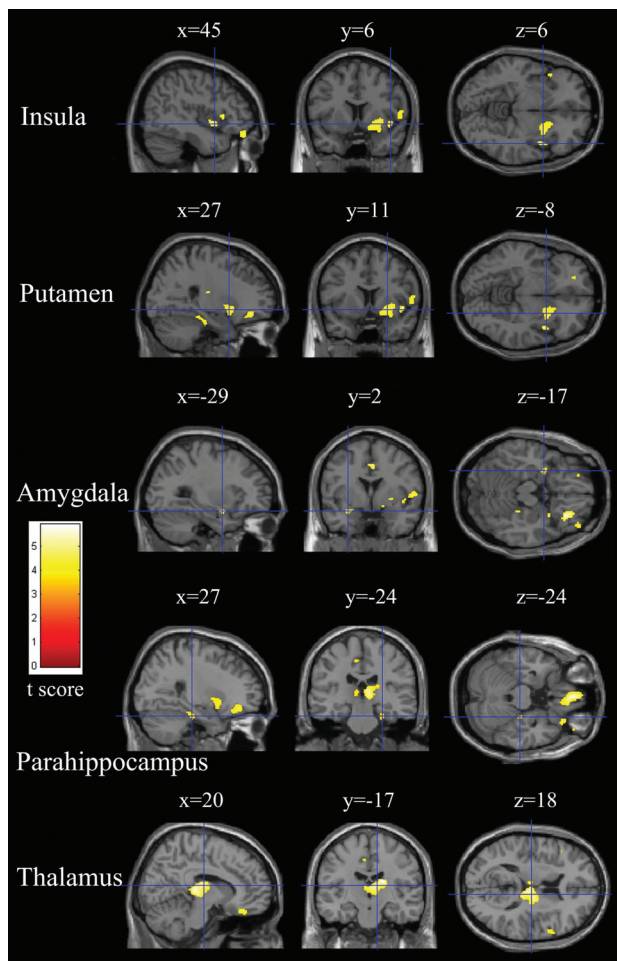 x=45 y=6 z=6
Insula
x=27 y=11 z=-8
Putamen
x=-29 y=2 z=-17
Amygdala
5
4
3
2
1
0
t score
x=27 y=-24 z=-24
Parahippocampus
x=20 y=-17 z=18
Thalamus